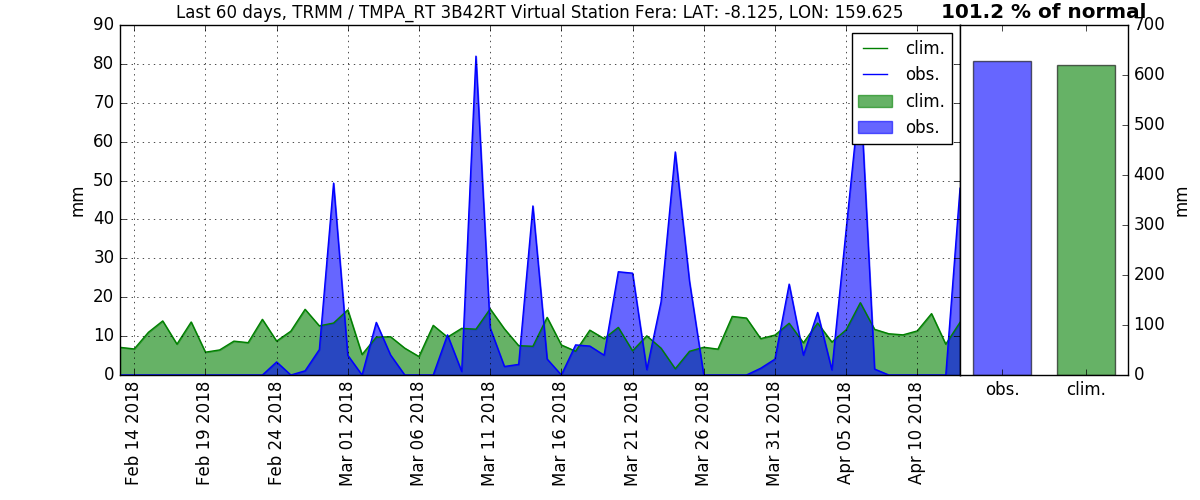 Last 60 days, TRMM / TMPA_RT 3B42RT Virtual Station Fera: LAT: -8.125, LON: 159.625
101.2 % of normal
90
80
70
60
50
40
30
20
10
0
mm
clim.
obs.
clim.
obs.
Feb 14 2018
Feb 19 2018
Feb 24 2018
Mar 01 2018
Mar 06 2018
Mar 11 2018
Mar 16 2018
Mar 21 2018
Mar 26 2018
Mar 31 2018
Apr 05 2018
Apr 10 2018
700
600
500
400
300
200
100
0
mm
obs.
clim.